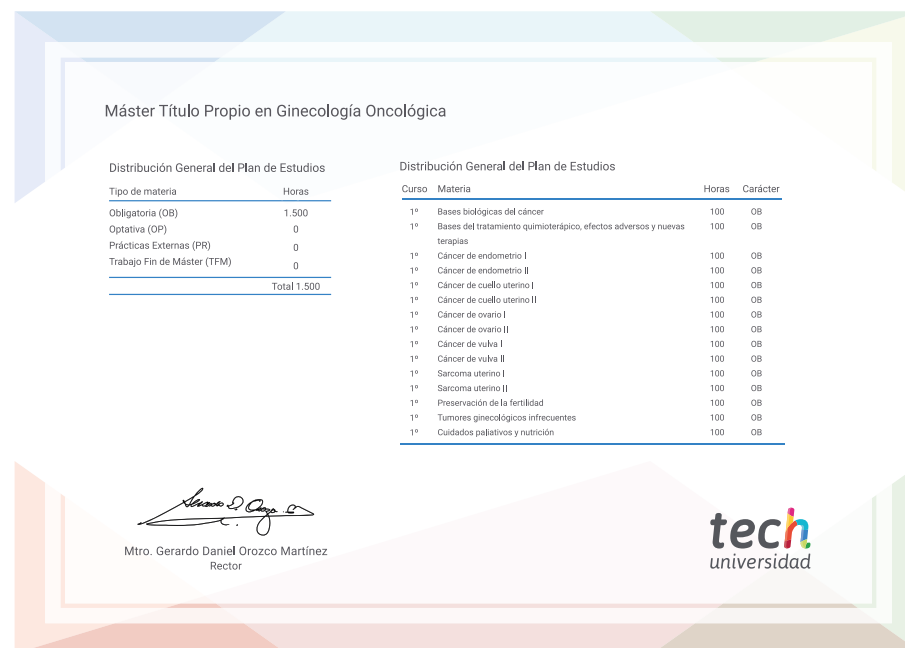 Máster Título Propio en Ginecología Oncológica
Distribución General del Plan de Estudios
Tipo de materia Horas
Obligatoria (OB) 1.500
Optativa (OP) 0
Prácticas Externas (PR) 0
Trabajo Fin de Máster (TFM) 0
Total 1.500
Distribución General del Plan de Estudios
Curso Materia Horas Carácter
1º Bases biológicas del cáncer 100 OB
1º Bases del tratamiento quimioterápico, efectos adversos y nuevas 100 OB
terapias
1º Cáncer de endometrio I 100 OB
1º Cáncer de endometrio II 100 OB
1º Cáncer de cuello uterino I 100 OB
1º Cáncer de cuello uterino II 100 OB
1º Cáncer de ovario I 100 OB
1º Cáncer de ovario II 100 OB
1º Cáncer de vulva I 100 OB
1º Cáncer de vulva II 100 OB
1º Sarcoma uterino I 100 OB
1º Sarcoma uterino II 100 OB
1º Preservación de la fertilidad 100 OB
1º Tumores ginecológicos infrecuentes 100 OB
1º Cuidados paliativos y nutrición 100 OB
Mtro. Gerardo Daniel Orozco Martínez
Rector
tech
universidad